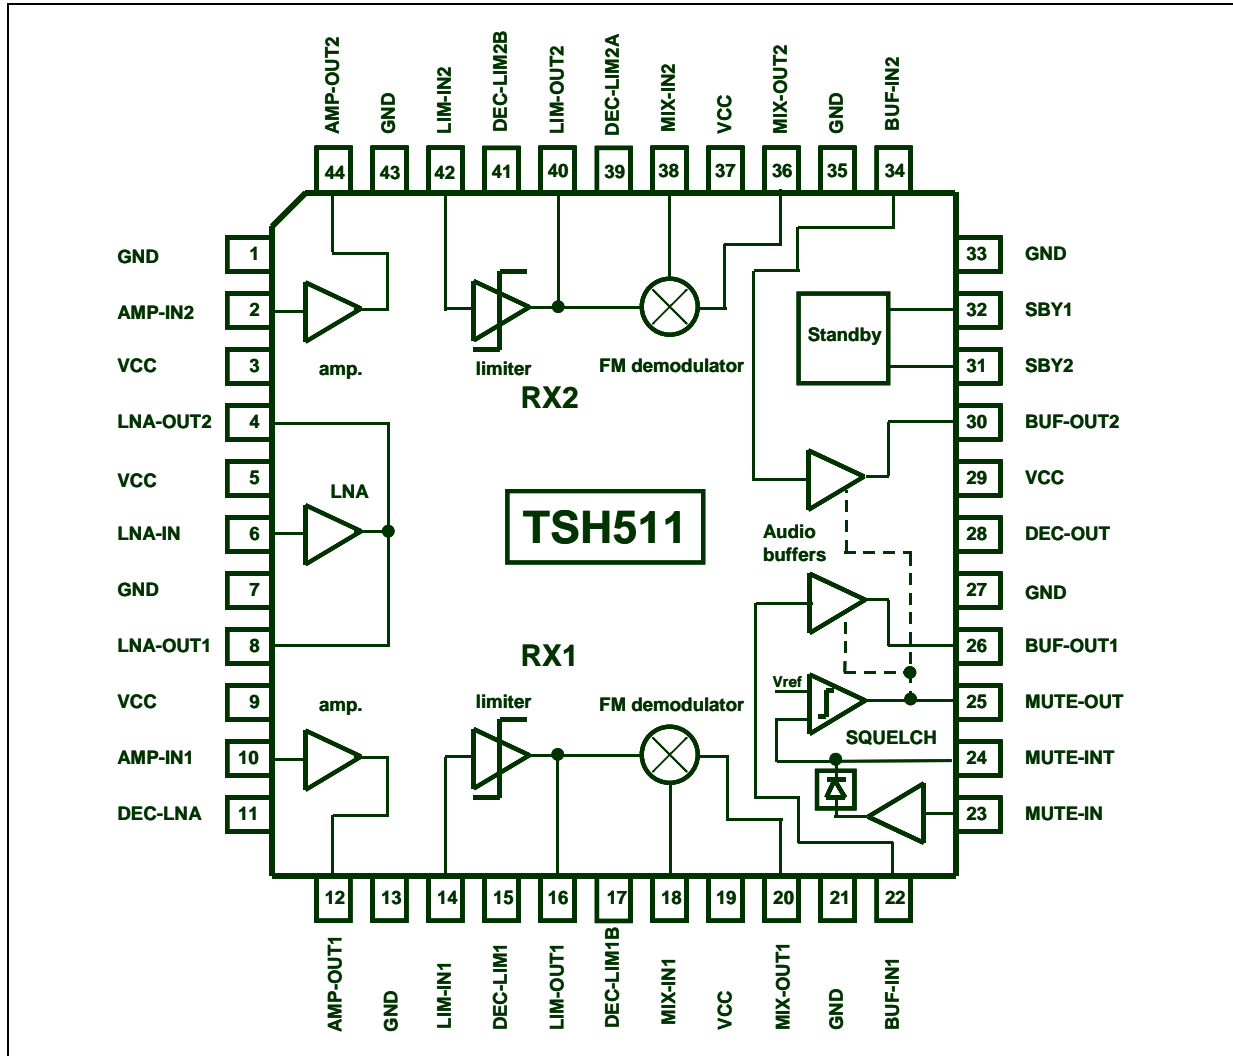 AMP-OUT2
GND
LIM-IN2
DEC-LIM2B
LIM-OUT2
DEC-LIM2A
MIX-IN2
VCC
MIX-OUT2
GND
BUF-IN2
44 43 42 41 40 39 38 37 36 35 34
GND 1
33 GND
AMP-IN2 2
32 SBY1
Standby
VCC 3
31 SBY2
amp.
limiter
FM demodulator
RX2
LNA-OUT2 4
30 BUF-OUT2
VCC 5
29 VCC
LNA
LNA-IN 6
TSH511
Audio
buffers
28 DEC-OUT
GND 7
27 GND
LNA-OUT1 8
26 BUF-OUT1
RX1
Vref
VCC 9
amp.
limiter
FM demodulator
25 MUTE-OUT
SQUELCH
AMP-IN1 10
24 MUTE-INT
DEC-LNA 11
23 MUTE-IN
12 13 14 15 16 17 18 19 20 21 22
AMP-OUT1
GND
LIM-IN1
DEC-LIM1
LIM-OUT1
DEC-LIM1B
MIX-IN1
VCC
MIX-OUT1
GND
BUF-IN1